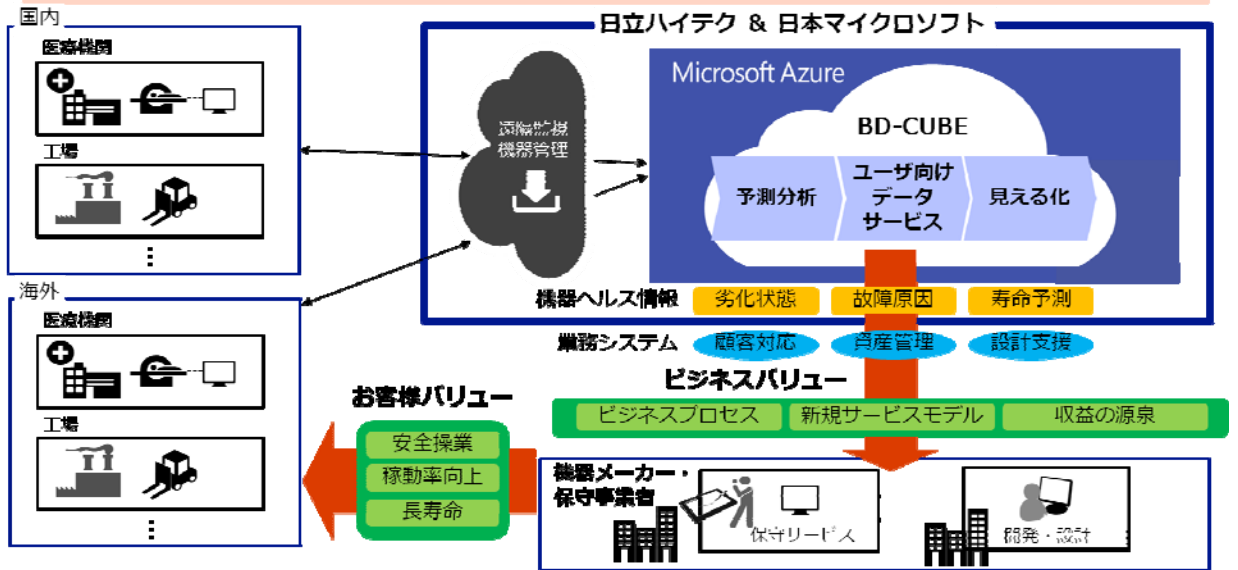 国内
医療機関
工場
海外
医療機関
工場
日立ハイテク & 日本マイクロソフト
遠隔監視
機器管理
Microsoft Azure
BD-CUBE
予測分析
ユーザ向け
データ
サービス
見える化
機器ヘルス情報
劣化状態
故障原因
寿命予測
業務システム
顧客対応
資産管理
設計支援
ビジネスバリュー
ビジネスプロセス
新規サービスモデル
収益の源泉
お客様バリュー
安全操業
稼動率向上
長寿命
機器メーカー・
保守事業者
保守サービス
開発・設計